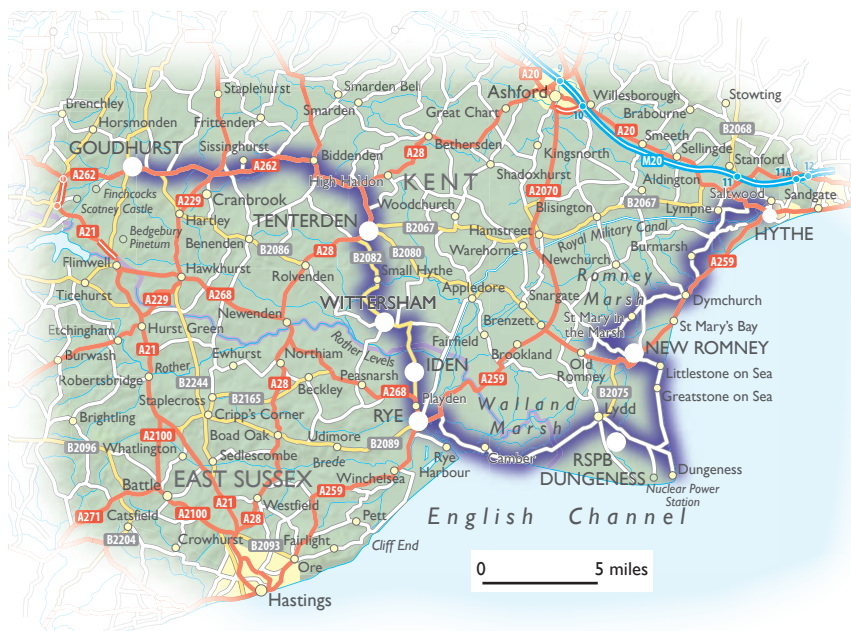 A20
9
Staplehurst
Smarden Bell
Ashford
Willesborough
Stowting
Brenchley
Smarden
Great Chart
10
Brabourne
Horsmonden
Frittenden
A20
B2068
GOUDHURST
Sissinghurst
Bethersden
Smeeth
Biddenden
A28
Kingsnorth
M20
Sellindge
Stanford
A262
A262
High Halden
KENT
Shadoxhurst
11
11A
12
Finchcocks
Cranbrook
A2070
Aldington
Saltwood
Sandgate
Scotney Castle
A229
Woodchurch
B2067
Lympne
Hartley
TENTERDEN
B2067
Hamstreet
Bilsington
HYTHE
A21
Bedgebury
Pinetum
Benenden
B2086
A28
B2082
B2080
Warehorne
Royal Military Canal
Burmarsh
Flimwell
Hawkhurst
Rolvenden
Small Hythe
Newchurch
A259
Ticehurst
A229
A268
Appledore
Romney
Marsh
Dymchurch
WITTERSHAM
Snargate
Etchingham
Hurst Green
Newenden
Brenzett
St Mary in
the Marsh
St Mary's Bay
A21
Rother Levels
Fairfield
Burwash
Ewhurst
Northiam
Brookland
NEW ROMNEY
Robertsbridge
Rother
IDEN
Old
Romney
Littlestone on Sea
B2244
A28
Peasmarsh
A259
B2075
Greatstone on Sea
Staplecross
B2165
Beckley
A268
Playden
Walland
Marsh
Lydd
Brightling
Cripp's Corner
RYE
A2100
Boad Oak
Udimore
B2089
B2096
Whatlington
Sedlescombe
Brede
Rye
Harbour
Camber
RSPB
DUNGENESS
Dungeness
Battle
EAST SUSSEX
Winchelsea
Nuclear Power
Station
A259
A21
Westfield
A271
Catsfield
A2100
A28
Pett
English Channel
B2204
Crowhurst
B2093
Fairlight
Cliff End
Ore
0
5 miles
Hastings